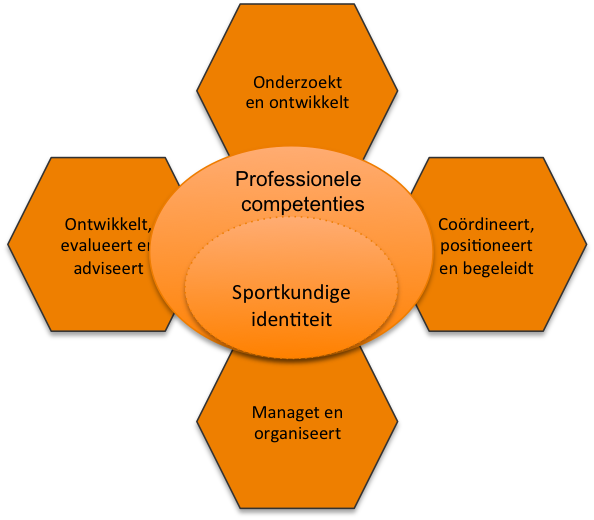 Onderzoekt
en ontwikkelt
Professionele
competenties
Ontwikkelt,
evalueert en
adviseert
Coördineert,
positioneert
en begeleidt
Sportkundige
identiteit
Managet en
organiseert